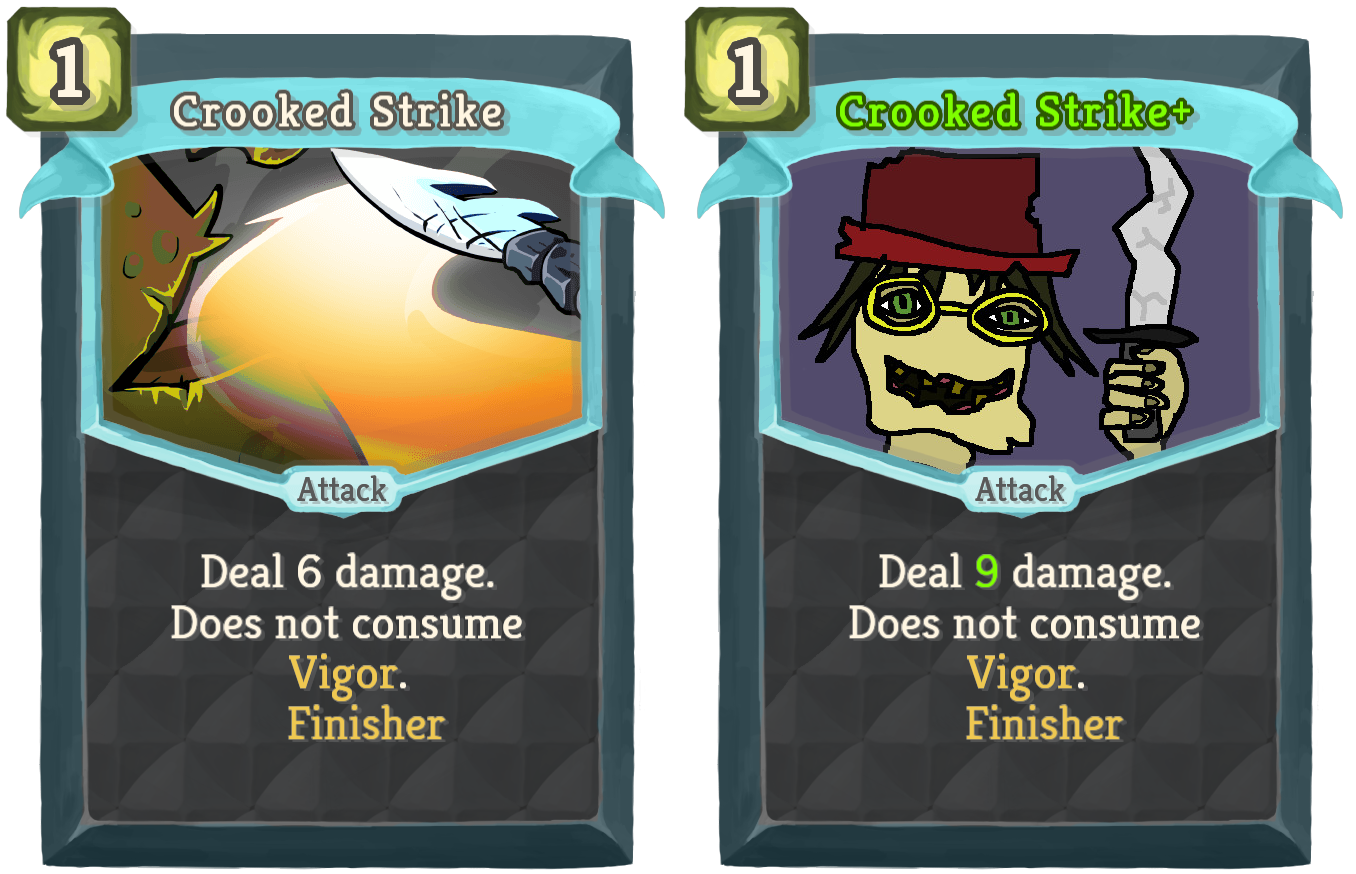 1
Crooked Strike
Attack
Deal 6 damage.
Does not consume
Vigor.
Finisher
1
Crooked Strike+
Attack
Deal 9 damage.
Does not consume
Vigor.
Finisher